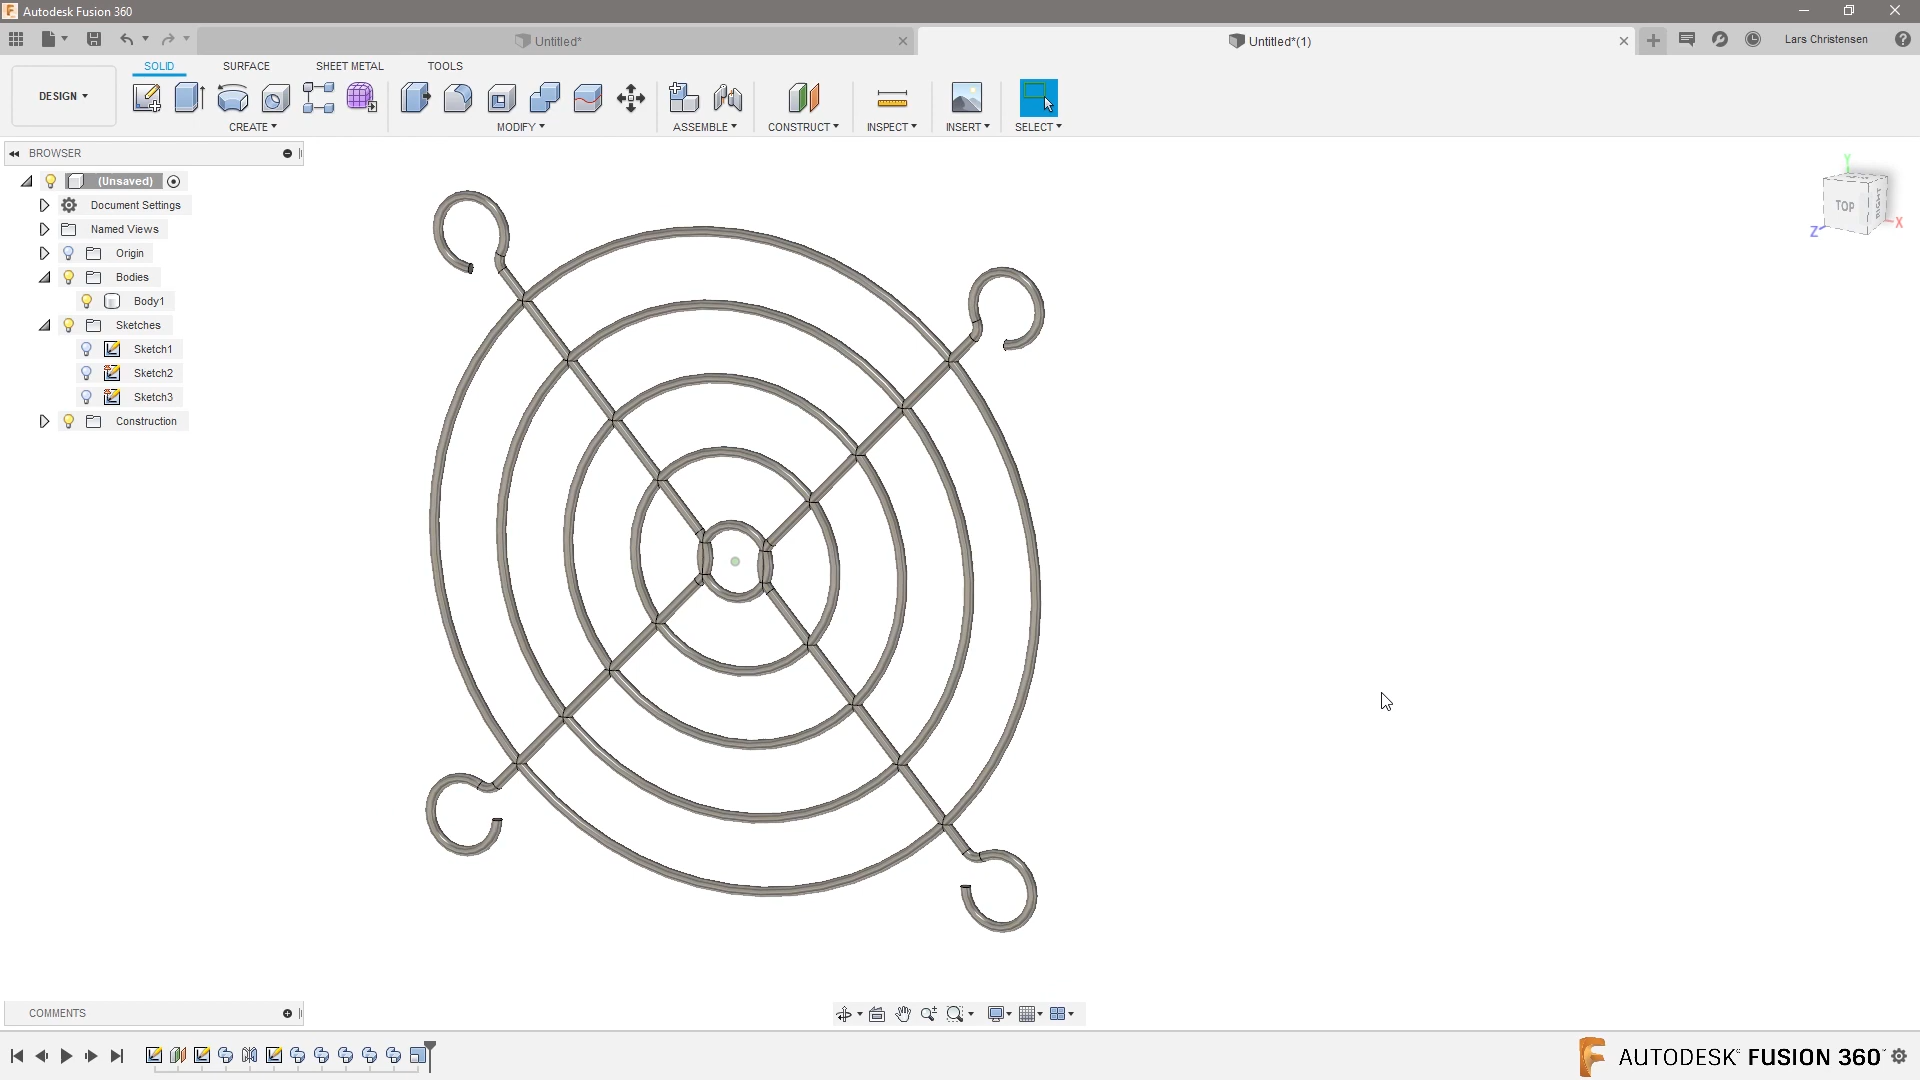 Autodesk Fusion 360
Untitled*
Untitled*(1)
Lars Christensen
DESIGN
SOLID
SURFACE
SHEET METAL
TOOLS
CREATE
MODIFY
ASSEMBLE
CONSTRUCT
INSPECT
INSERT
SELECT
BROWSER
(Unsaved)
Document Settings
Named Views
Origin
Bodies
Body1
Sketches
Sketch1
Sketch2
Sketch3
Construction
Y
TOP
RIGHT
X
Z
COMMENTS
AUTODESK FUSION 360